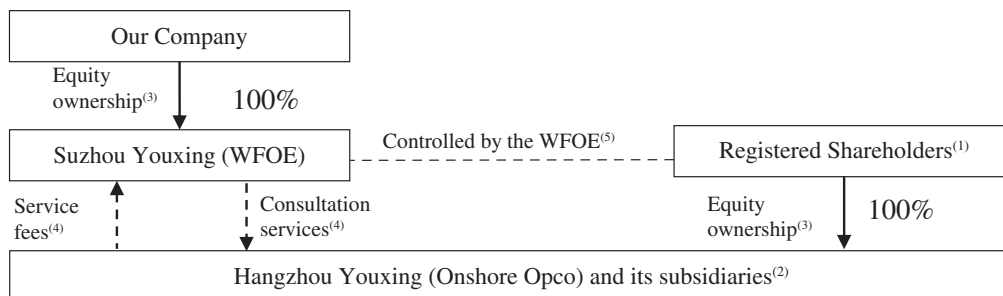 Our Company
Equity
ownership(3)
100%
Suzhou Youxing (WFOE)
Controlled by the WFOE(5)
Registered Shareholders(1)
Service
fees(4)
Consultation
services(4)
Equity
ownership(3)
100%
Hangzhou Youxing (Onshore Opco) and its subsidiaries(2)